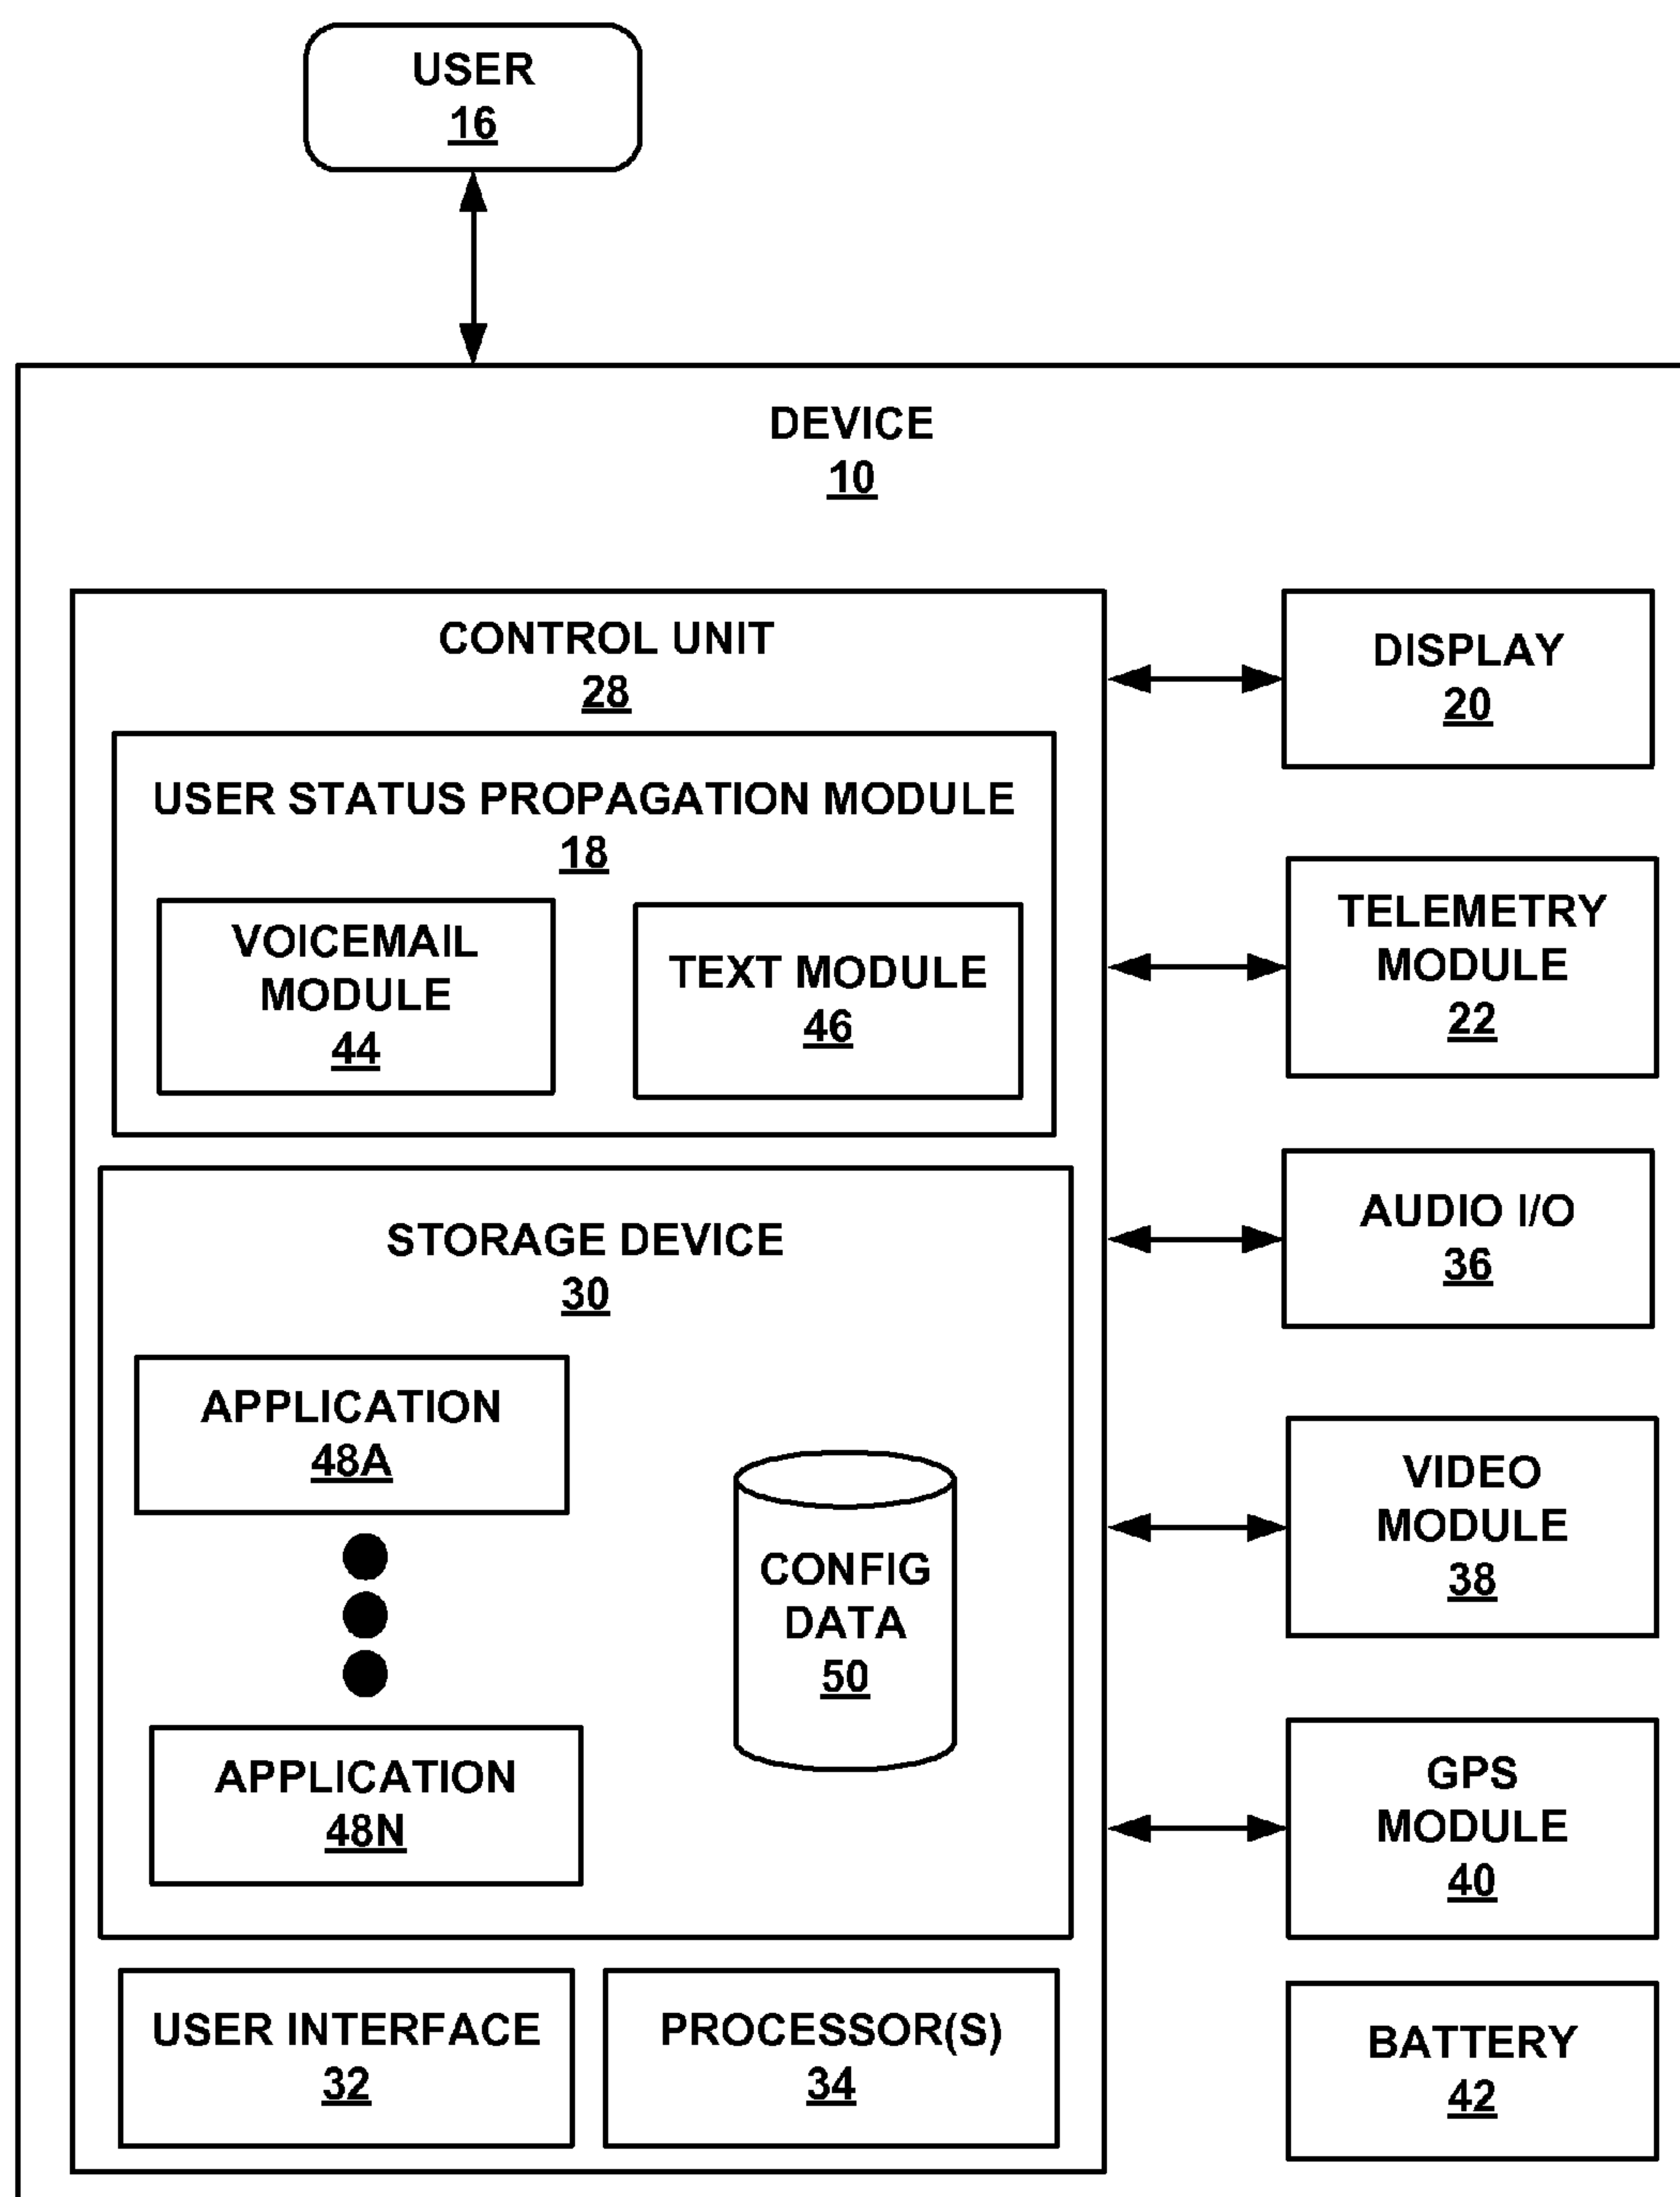 USER
16
DEVICE
10
CONTROL UNIT
28
USER STATUS PROPAGATION MODULE
18
VOICEMAIL
MODULE
44
TEXT MODULE
46
STORAGE DEVICE
30
APPLICATION
48A
CONFIG
DATA
50
APPLICATION
48N
USER INTERFACE
32
PROCESSOR(S)
34
DISPLAY
20
TELEMETRY
MODULE
22
AUDIO I/O
36
VIDEO
MODULE
38
GPS
MODULE
40
BATTERY
42